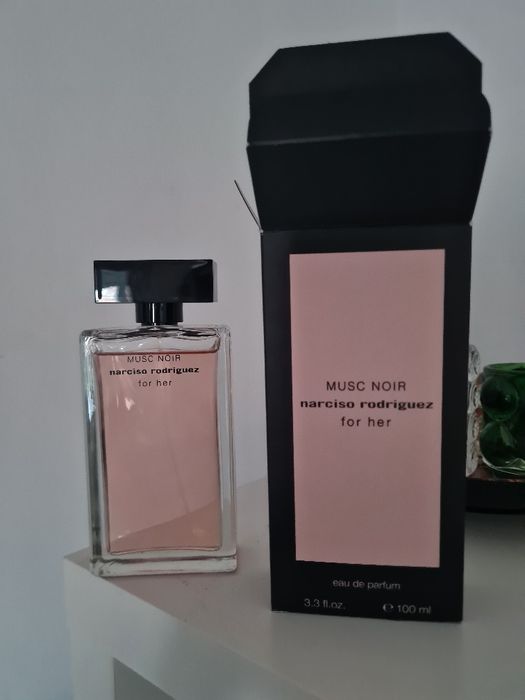 MUSC NOIR
narciso rodriguez
for her
MUSC NOIR
narciso rodriguez
for her
eau de parfum
3.3 fl.oz. ℮ 100 ml